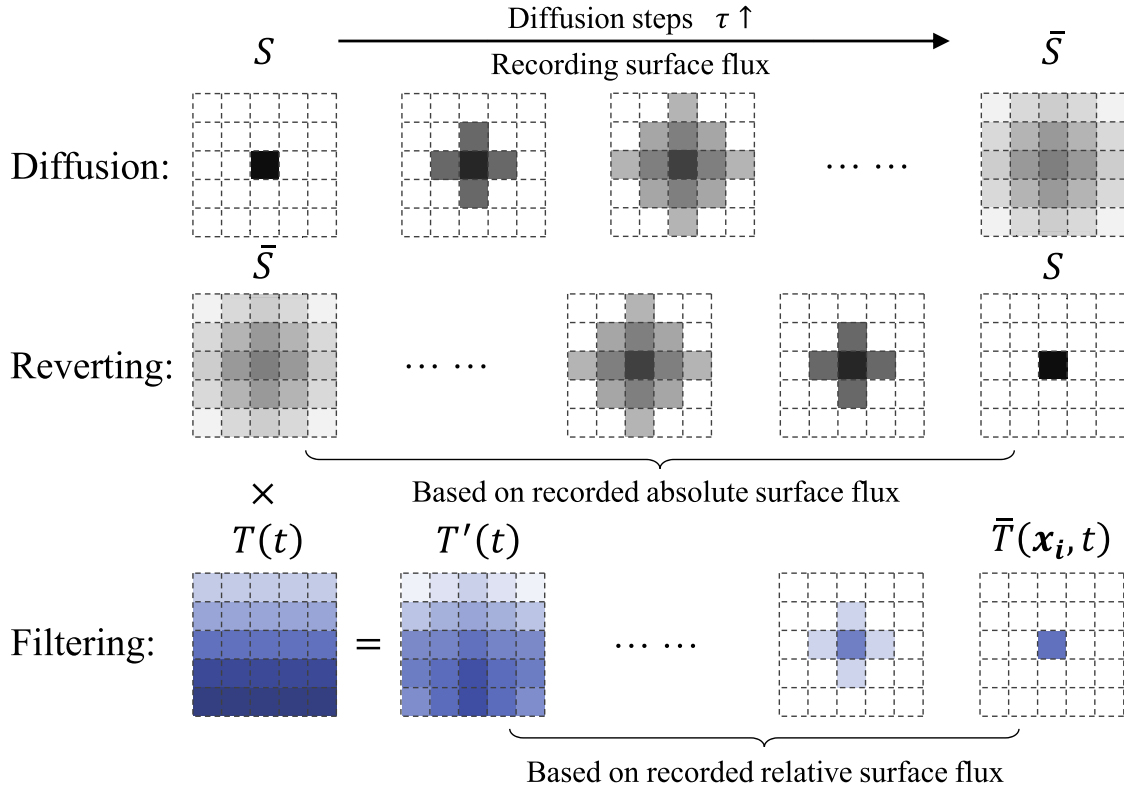 Diffusion steps τ ↑
S
S̄
Recording surface flux
Diffusion:
… …
S̄
S
Reverting:
… …
Based on recorded absolute surface flux
×
T(t)
T′(t)
T̄(𝒙𝒊, t)
Filtering:
=
… …
Based on recorded relative surface flux